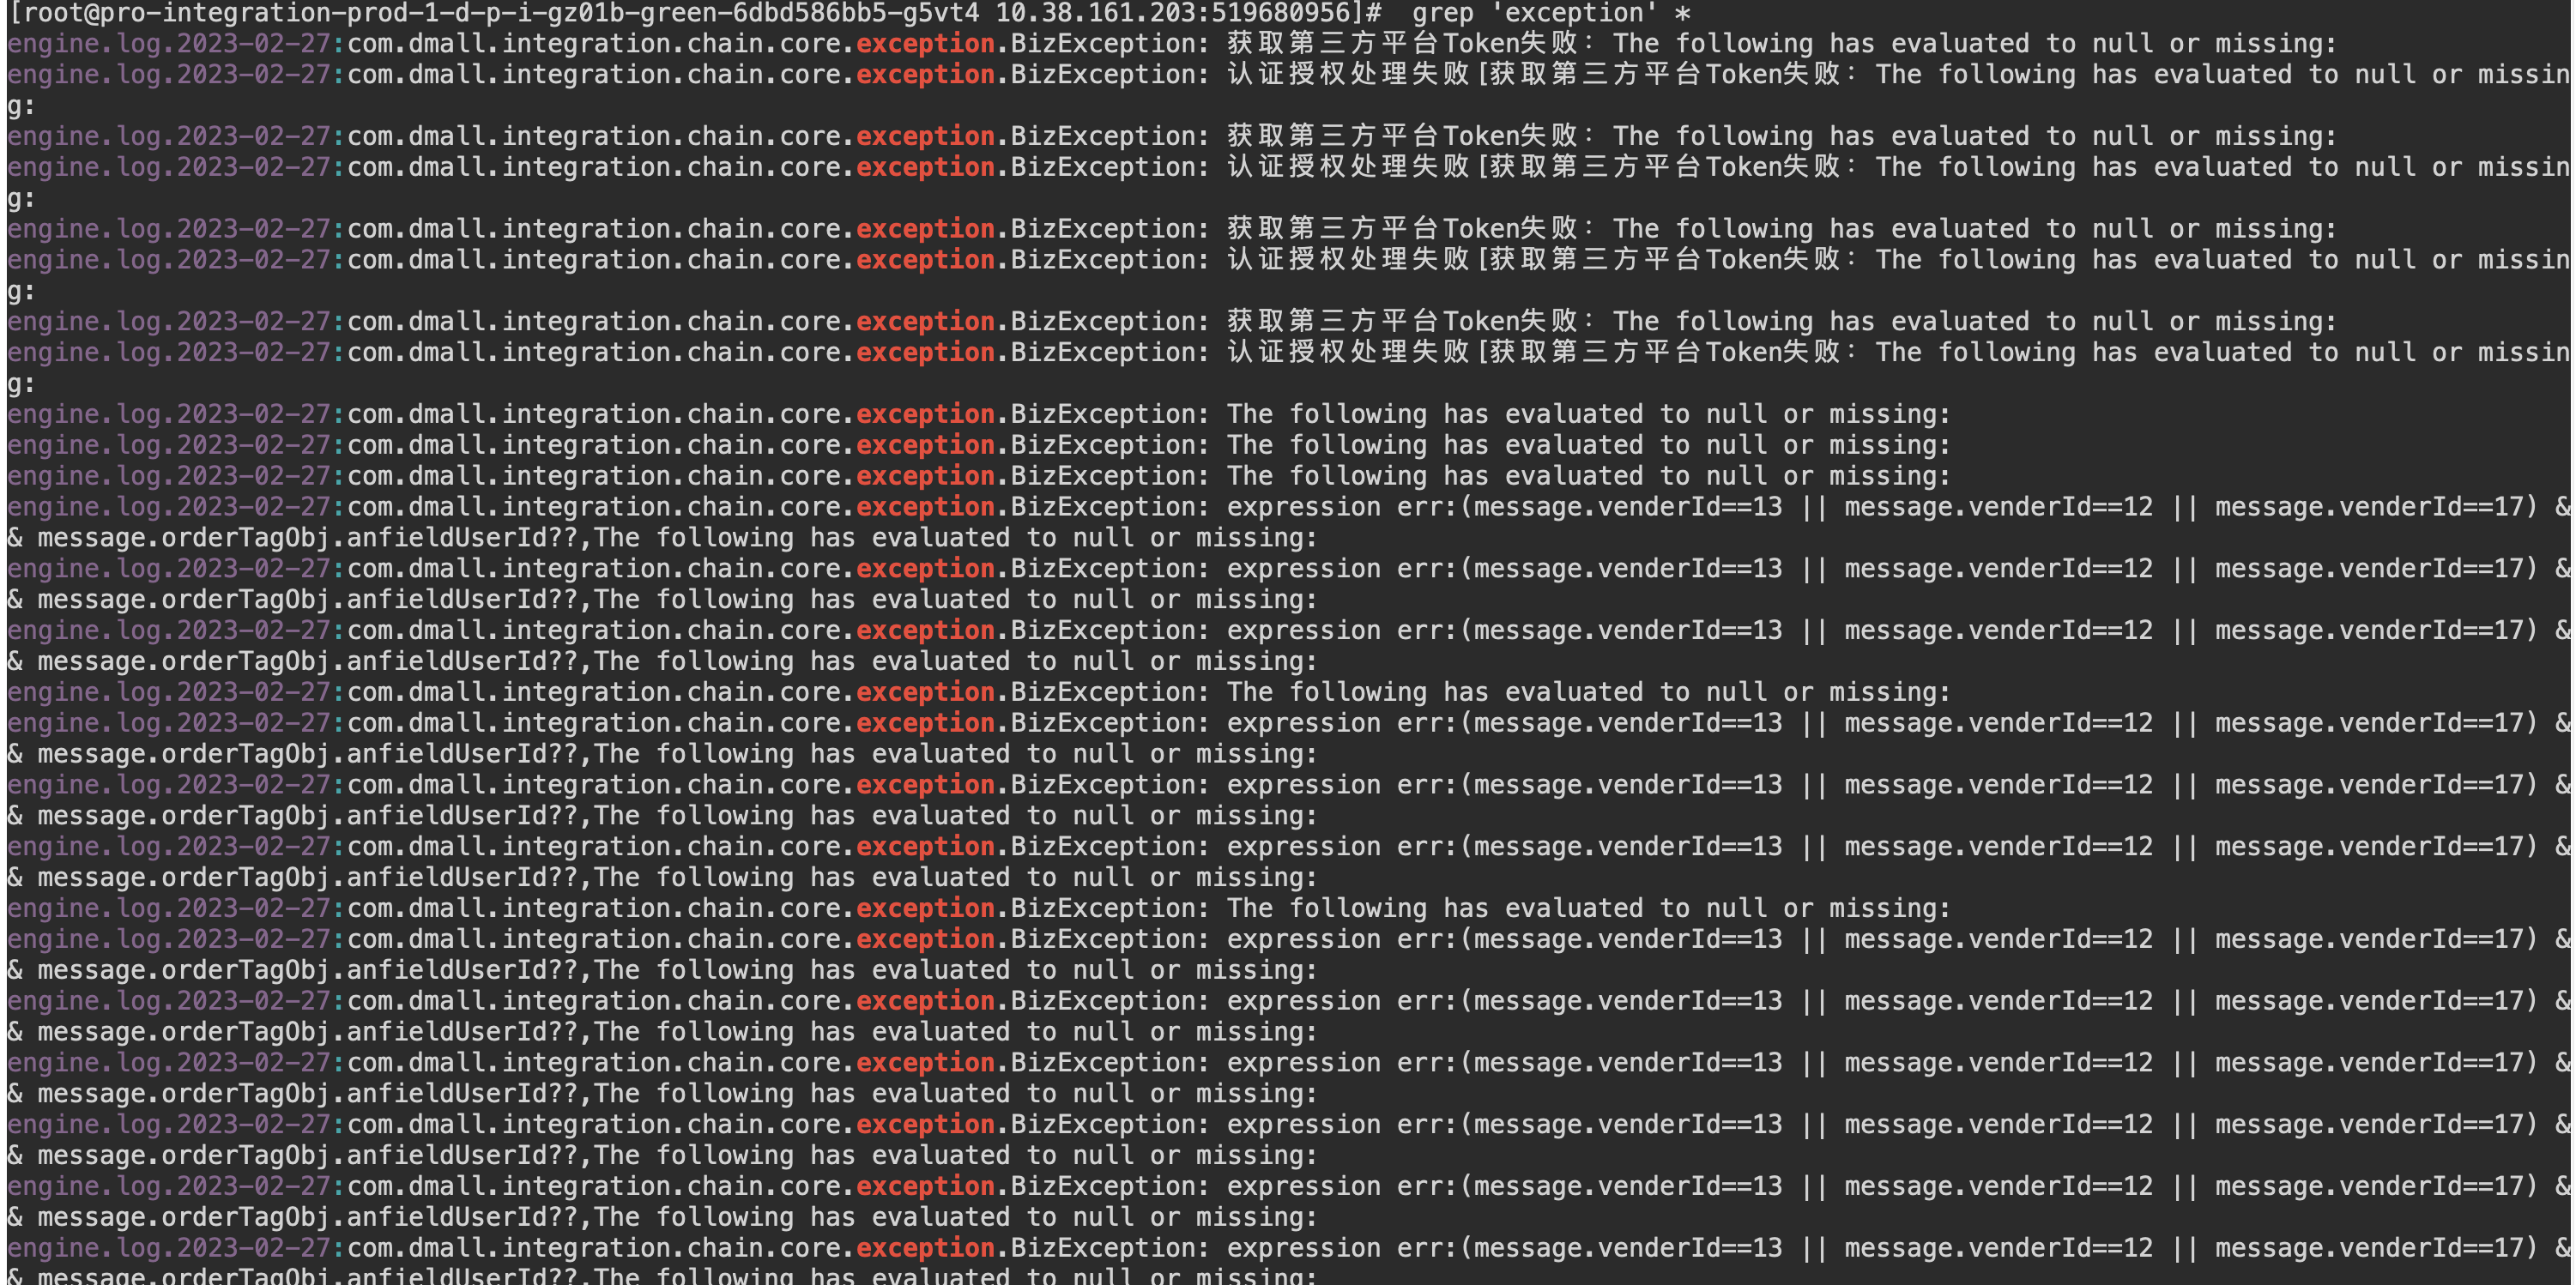 [root@pro-integration-prod-1-d-p-i-gz01b-green-6dbd586bb5-g5vt4 10.38.161.203:519680956]#  grep 'exception' *
engine.log.2023-02-27:com.dmall.integration.chain.core.exception.BizException: 获取第三方平台Token失败：The following has evaluated to null or missing:
engine.log.2023-02-27:com.dmall.integration.chain.core.exception.BizException: 认证授权处理失败[获取第三方平台Token失败：The following has evaluated to null or missin
g:
engine.log.2023-02-27:com.dmall.integration.chain.core.exception.BizException: 获取第三方平台Token失败：The following has evaluated to null or missing:
engine.log.2023-02-27:com.dmall.integration.chain.core.exception.BizException: 认证授权处理失败[获取第三方平台Token失败：The following has evaluated to null or missin
g:
engine.log.2023-02-27:com.dmall.integration.chain.core.exception.BizException: 获取第三方平台Token失败：The following has evaluated to null or missing:
engine.log.2023-02-27:com.dmall.integration.chain.core.exception.BizException: 认证授权处理失败[获取第三方平台Token失败：The following has evaluated to null or missin
g:
engine.log.2023-02-27:com.dmall.integration.chain.core.exception.BizException: 获取第三方平台Token失败：The following has evaluated to null or missing:
engine.log.2023-02-27:com.dmall.integration.chain.core.exception.BizException: 认证授权处理失败[获取第三方平台Token失败：The following has evaluated to null or missin
g:
engine.log.2023-02-27:com.dmall.integration.chain.core.exception.BizException: The following has evaluated to null or missing:
engine.log.2023-02-27:com.dmall.integration.chain.core.exception.BizException: The following has evaluated to null or missing:
engine.log.2023-02-27:com.dmall.integration.chain.core.exception.BizException: The following has evaluated to null or missing:
engine.log.2023-02-27:com.dmall.integration.chain.core.exception.BizException: expression err:(message.venderId==13 || message.venderId==12 || message.venderId==17) &
& message.orderTagObj.anfieldUserId??,The following has evaluated to null or missing:
engine.log.2023-02-27:com.dmall.integration.chain.core.exception.BizException: expression err:(message.venderId==13 || message.venderId==12 || message.venderId==17) &
& message.orderTagObj.anfieldUserId??,The following has evaluated to null or missing:
engine.log.2023-02-27:com.dmall.integration.chain.core.exception.BizException: expression err:(message.venderId==13 || message.venderId==12 || message.venderId==17) &
& message.orderTagObj.anfieldUserId??,The following has evaluated to null or missing:
engine.log.2023-02-27:com.dmall.integration.chain.core.exception.BizException: The following has evaluated to null or missing:
engine.log.2023-02-27:com.dmall.integration.chain.core.exception.BizException: expression err:(message.venderId==13 || message.venderId==12 || message.venderId==17) &
& message.orderTagObj.anfieldUserId??,The following has evaluated to null or missing:
engine.log.2023-02-27:com.dmall.integration.chain.core.exception.BizException: expression err:(message.venderId==13 || message.venderId==12 || message.venderId==17) &
& message.orderTagObj.anfieldUserId??,The following has evaluated to null or missing:
engine.log.2023-02-27:com.dmall.integration.chain.core.exception.BizException: expression err:(message.venderId==13 || message.venderId==12 || message.venderId==17) &
& message.orderTagObj.anfieldUserId??,The following has evaluated to null or missing:
engine.log.2023-02-27:com.dmall.integration.chain.core.exception.BizException: The following has evaluated to null or missing:
engine.log.2023-02-27:com.dmall.integration.chain.core.exception.BizException: expression err:(message.venderId==13 || message.venderId==12 || message.venderId==17) &
& message.orderTagObj.anfieldUserId??,The following has evaluated to null or missing:
engine.log.2023-02-27:com.dmall.integration.chain.core.exception.BizException: expression err:(message.venderId==13 || message.venderId==12 || message.venderId==17) &
& message.orderTagObj.anfieldUserId??,The following has evaluated to null or missing:
engine.log.2023-02-27:com.dmall.integration.chain.core.exception.BizException: expression err:(message.venderId==13 || message.venderId==12 || message.venderId==17) &
& message.orderTagObj.anfieldUserId??,The following has evaluated to null or missing:
engine.log.2023-02-27:com.dmall.integration.chain.core.exception.BizException: expression err:(message.venderId==13 || message.venderId==12 || message.venderId==17) &
& message.orderTagObj.anfieldUserId??,The following has evaluated to null or missing:
engine.log.2023-02-27:com.dmall.integration.chain.core.exception.BizException: expression err:(message.venderId==13 || message.venderId==12 || message.venderId==17) &
& message.orderTagObj.anfieldUserId??,The following has evaluated to null or missing:
engine.log.2023-02-27:com.dmall.integration.chain.core.exception.BizException: expression err:(message.venderId==13 || message.venderId==12 || message.venderId==17) &
& message.orderTagObj.anfieldUserId??,The following has evaluated to null or missing: